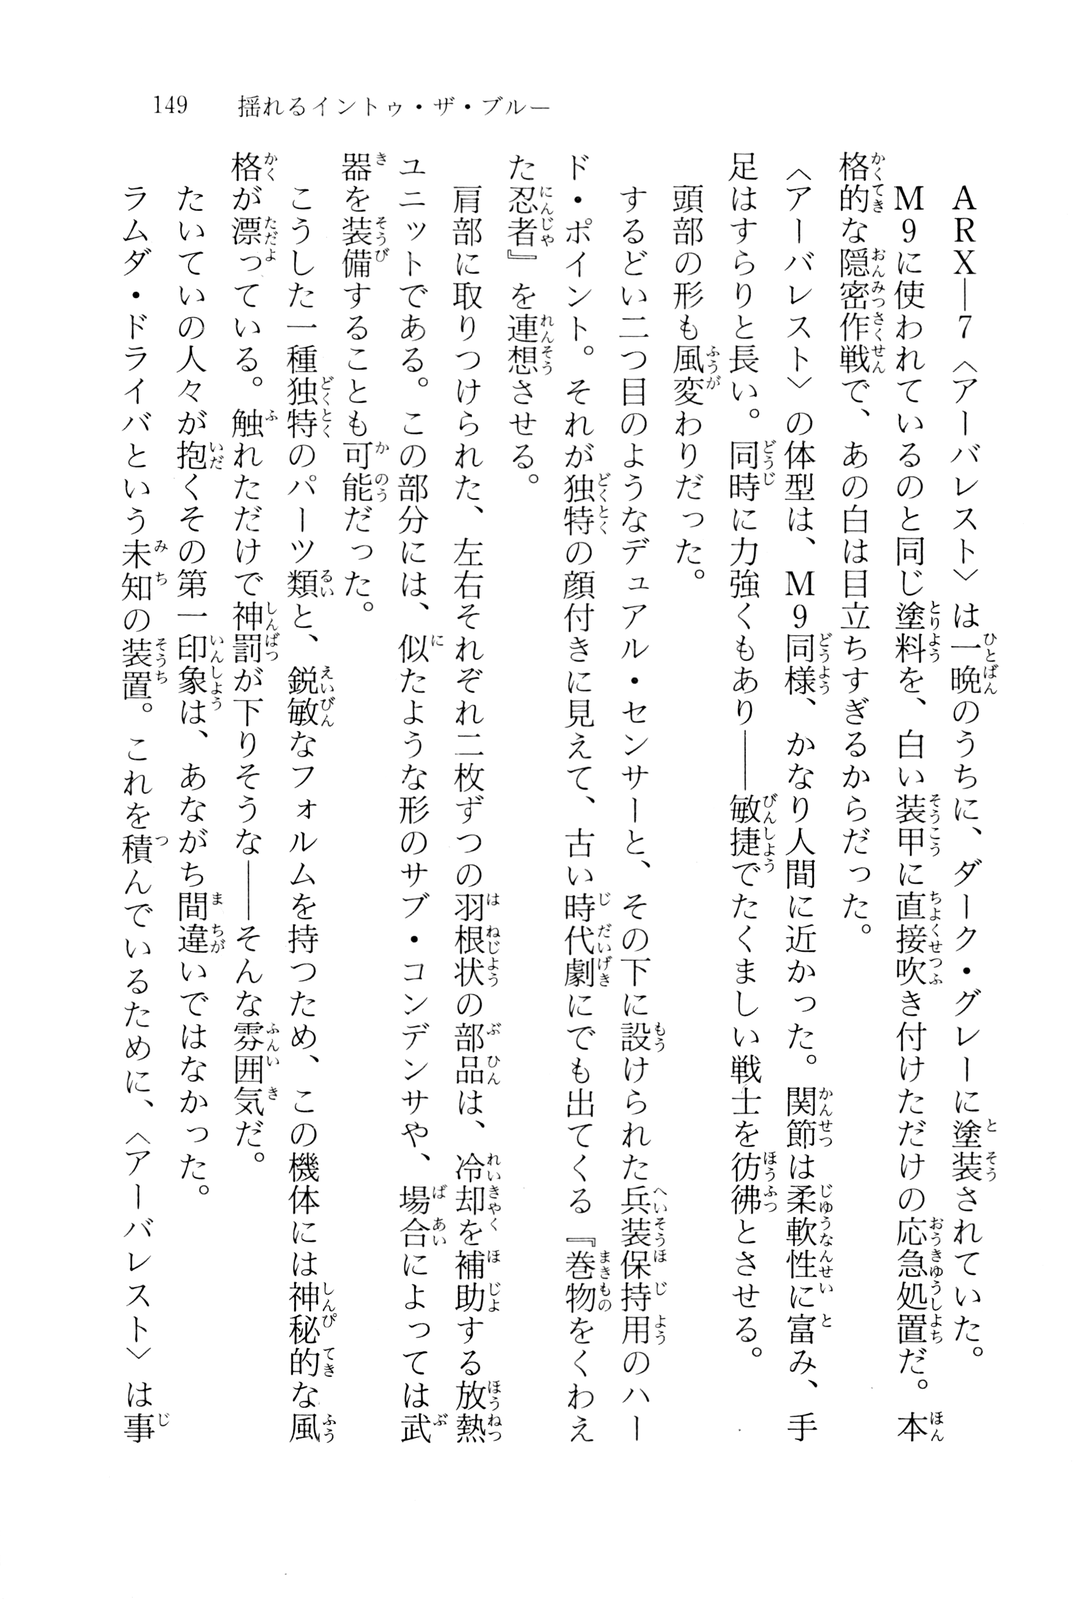 149　揺れるイントゥ・ザ・ブルー
ARX―7〈アーバレスト〉は一晩のうちに、ダーク・グレーに塗装されていた。
M9に使われているのと同じ塗料を、白い装甲に直接吹き付けただけの応急処置だ。本
格的な隠密作戦で、あの白は目立ちすぎるからだった。
〈アーバレスト〉の体型は、M9同様、かなり人間に近かった。関節は柔軟性に富み、手
足はすらりと長い。同時に力強くもあり――敏捷でたくましい戦士を彷彿とさせる。
頭部の形も風変わりだった。
するどい二つ目のようなデュアル・センサーと、その下に設けられた兵装保持用のハー
ド・ポイント。それが独特の顔付きに見えて、古い時代劇にでも出てくる『巻物をくわえ
た忍者』を連想させる。
肩部に取りつけられた、左右それぞれ二枚ずつの羽根状の部品は、冷却を補助する放熱
ユニットである。この部分には、似たような形のサブ・コンデンサや、場合によっては武
器を装備することも可能だった。
こうした一種独特のパーツ類と、鋭敏なフォルムを持つため、この機体には神秘的な風
格が漂っている。触れただけで神罰が下りそうな――そんな雰囲気だ。
たいていの人々が抱くその第一印象は、あながち間違いではなかった。
ラムダ・ドライバという未知の装置。これを積んでいるために、〈アーバレスト〉は事